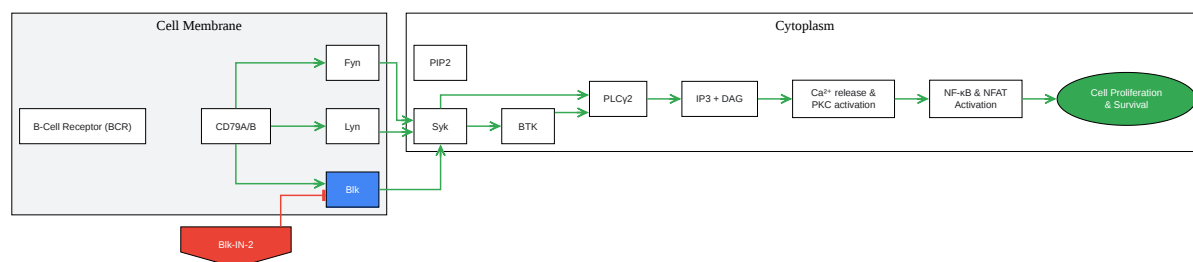 Cell Membrane
Cytoplasm
Fyn
PIP2
B-Cell Receptor (BCR)
CD79A/B
Lyn
Syk
BTK
PLCγ2
IP3 + DAG
Ca²⁺ release &
PKC activation
NF-κB & NFAT
Activation
Cell Proliferation
& Survival
Blk
Blk-IN-2